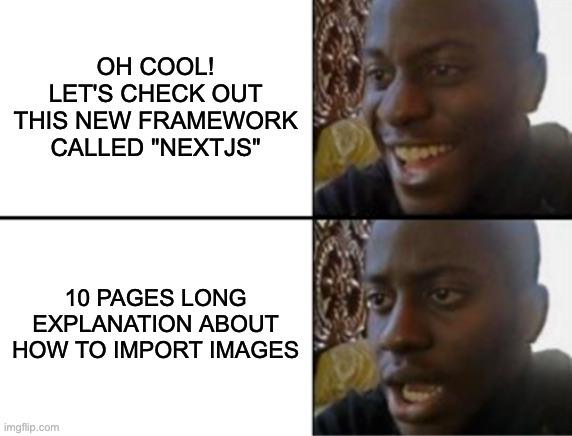 OH COOL!
LET'S CHECK OUT
THIS NEW FRAMEWORK
CALLED "NEXTJS"
10 PAGES LONG
EXPLANATION ABOUT
HOW TO IMPORT IMAGES
imgflip.com